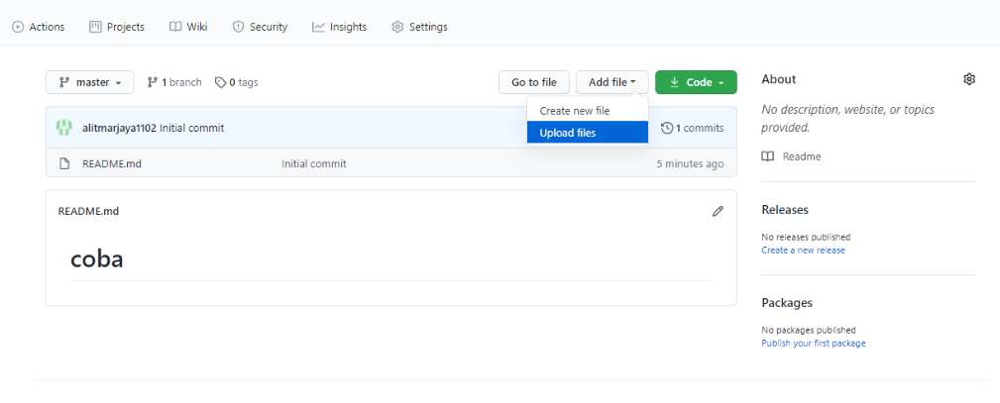 Actions Projects Wiki Security Insights Settings
master 1 branch 0 tags Go to file Add file Code
Create new file
Upload files
alitmarjaya1102 Initial commit 1 commits
README.md Initial commit 5 minutes ago
README.md
coba
About
No description, website, or topics
provided.
Readme
Releases
No releases published
Create a new release
Packages
No packages published
Publish your first package